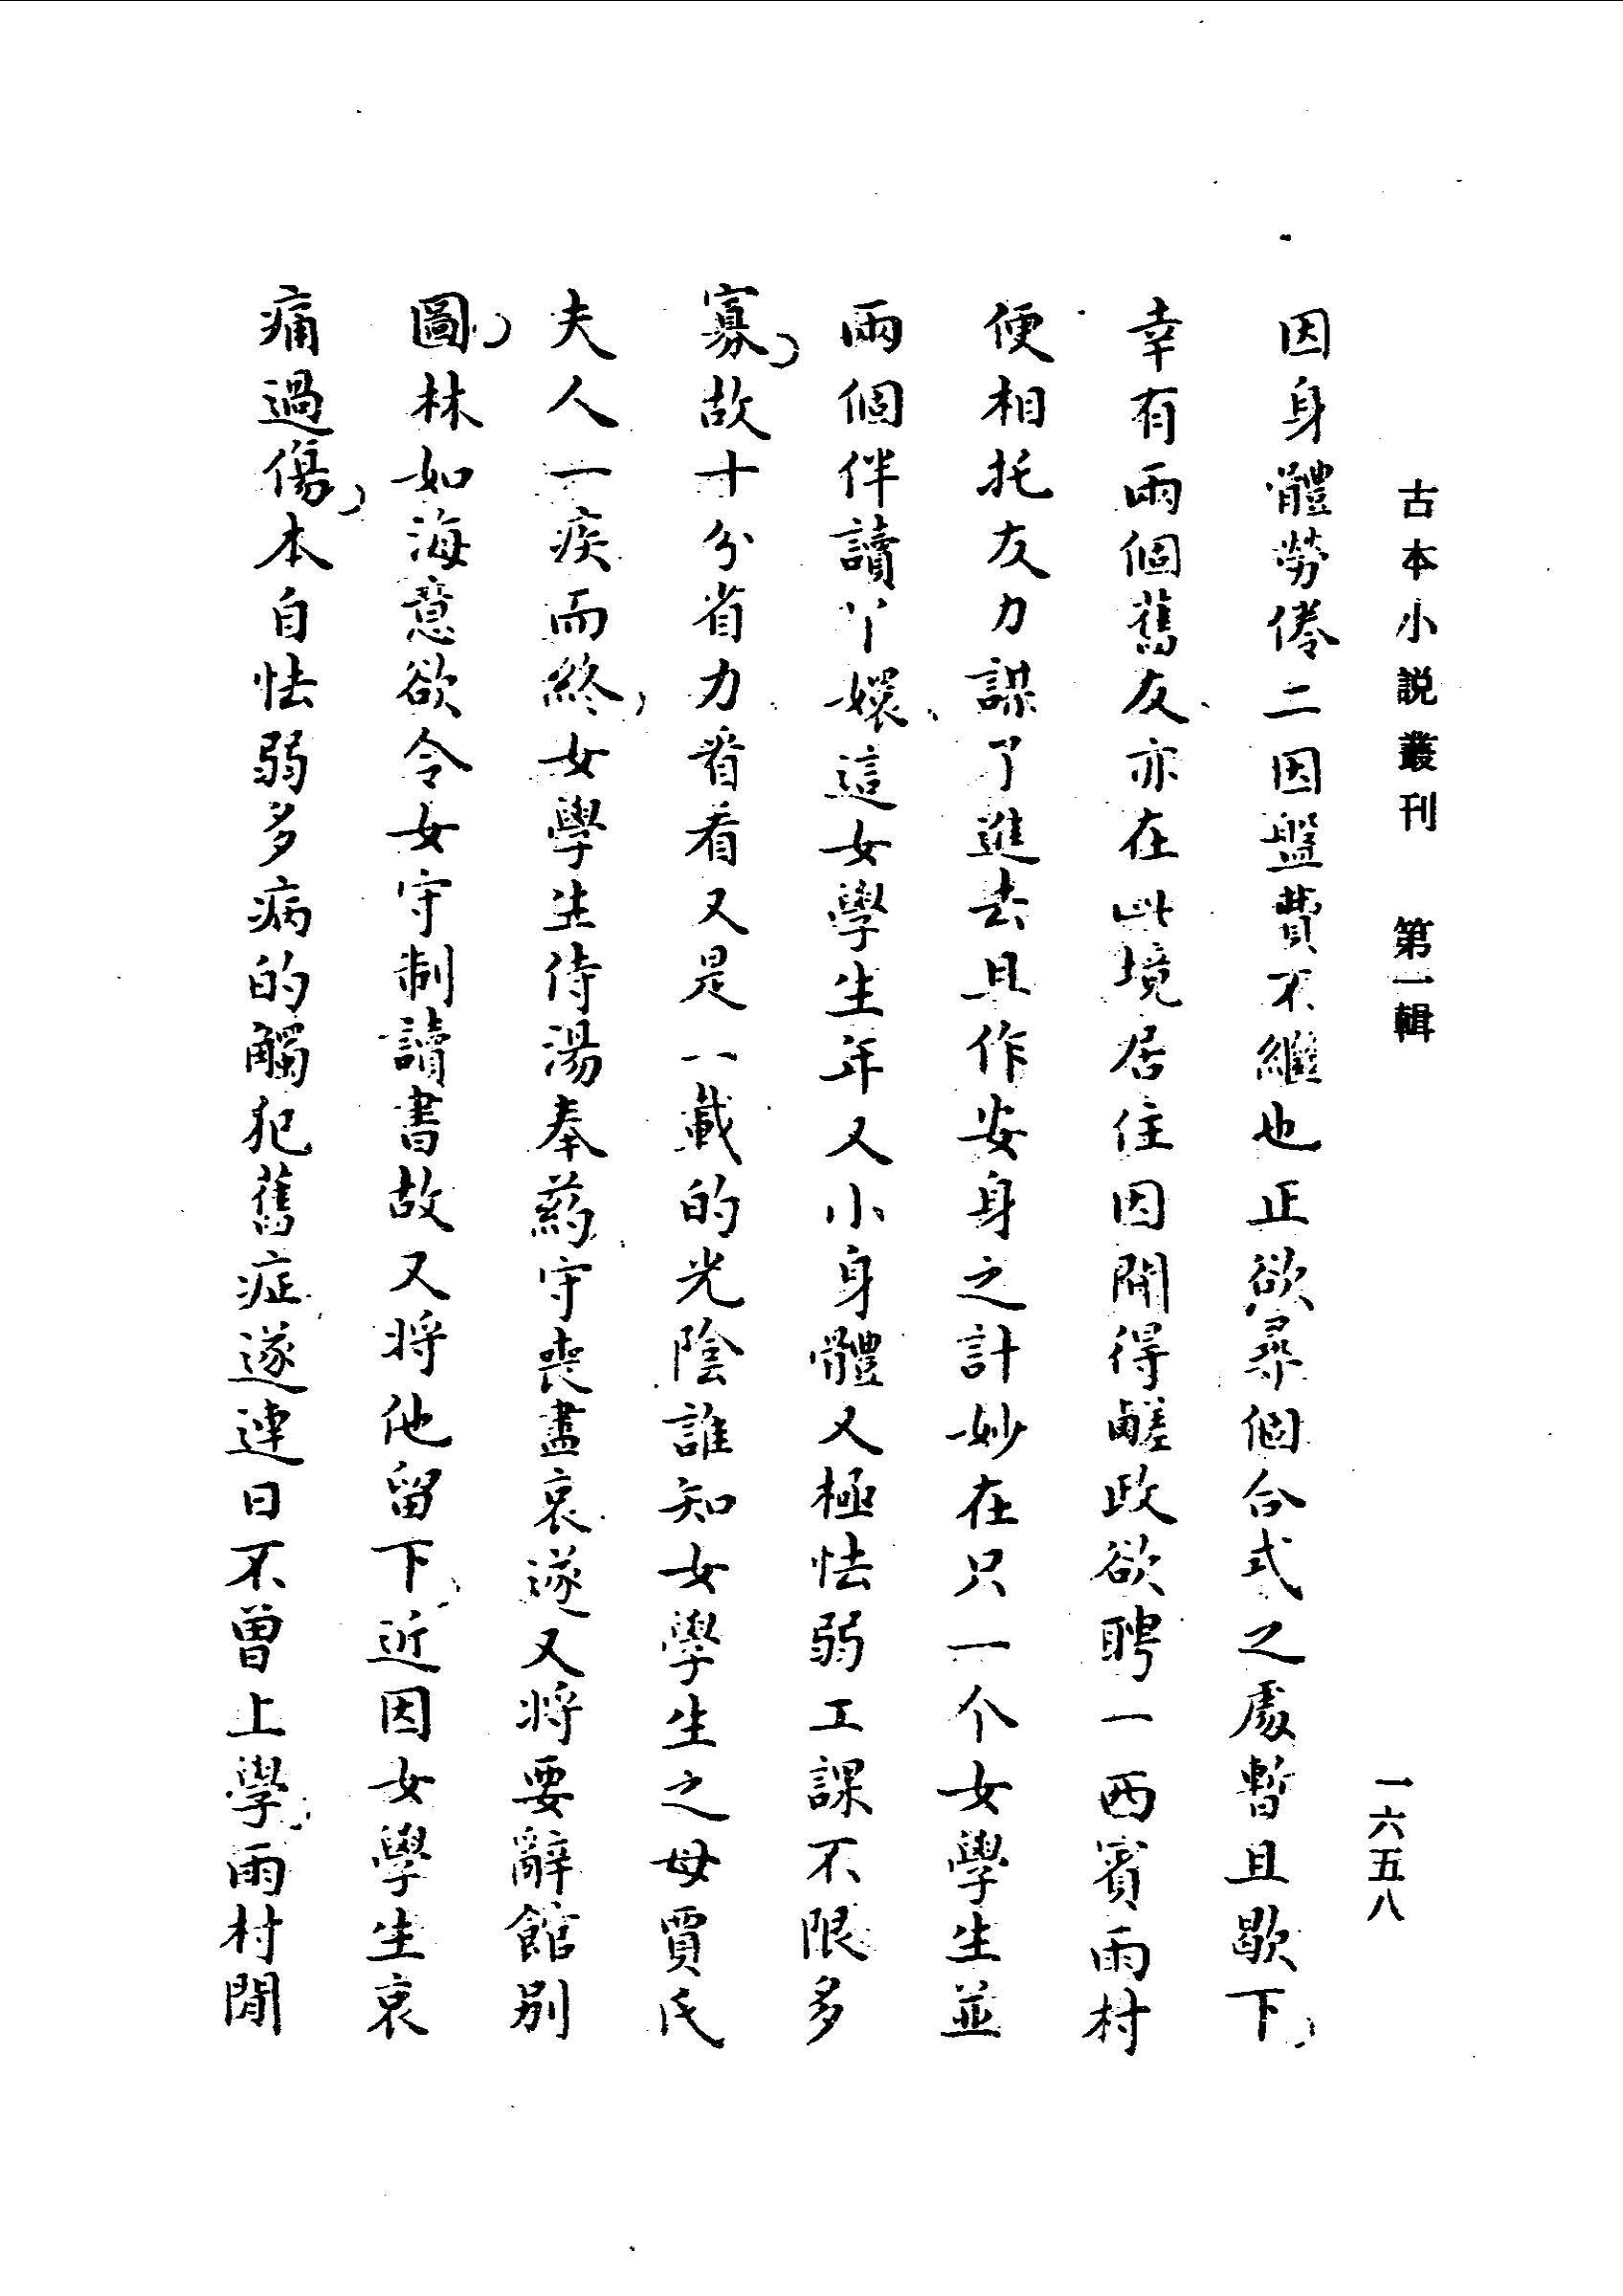 古本小説叢刊　第一輯
一六五八
因身體勞倦二因盤費不繼也正欲尋個合式之處暫且歇下
幸有兩個舊友亦在此境居住因聞得鹾政欲聘一西賓雨村
便相托友力謀了進去且作安身之計妙在只一个女學生並
兩個伴讀丫嬛這女學生年又小身體又極怯弱工課不限多
寡故十分省力看看又是一載的光陰誰知女學生之母賈氏
夫人一疾而終女學生侍湯奉葯守喪盡哀遂又將要辭館別
圖林如海意欲令女守制讀書故又将他留下近因女學生哀
痛過傷本自怯弱多病的觸犯舊症遂連日不曾上學雨村閒